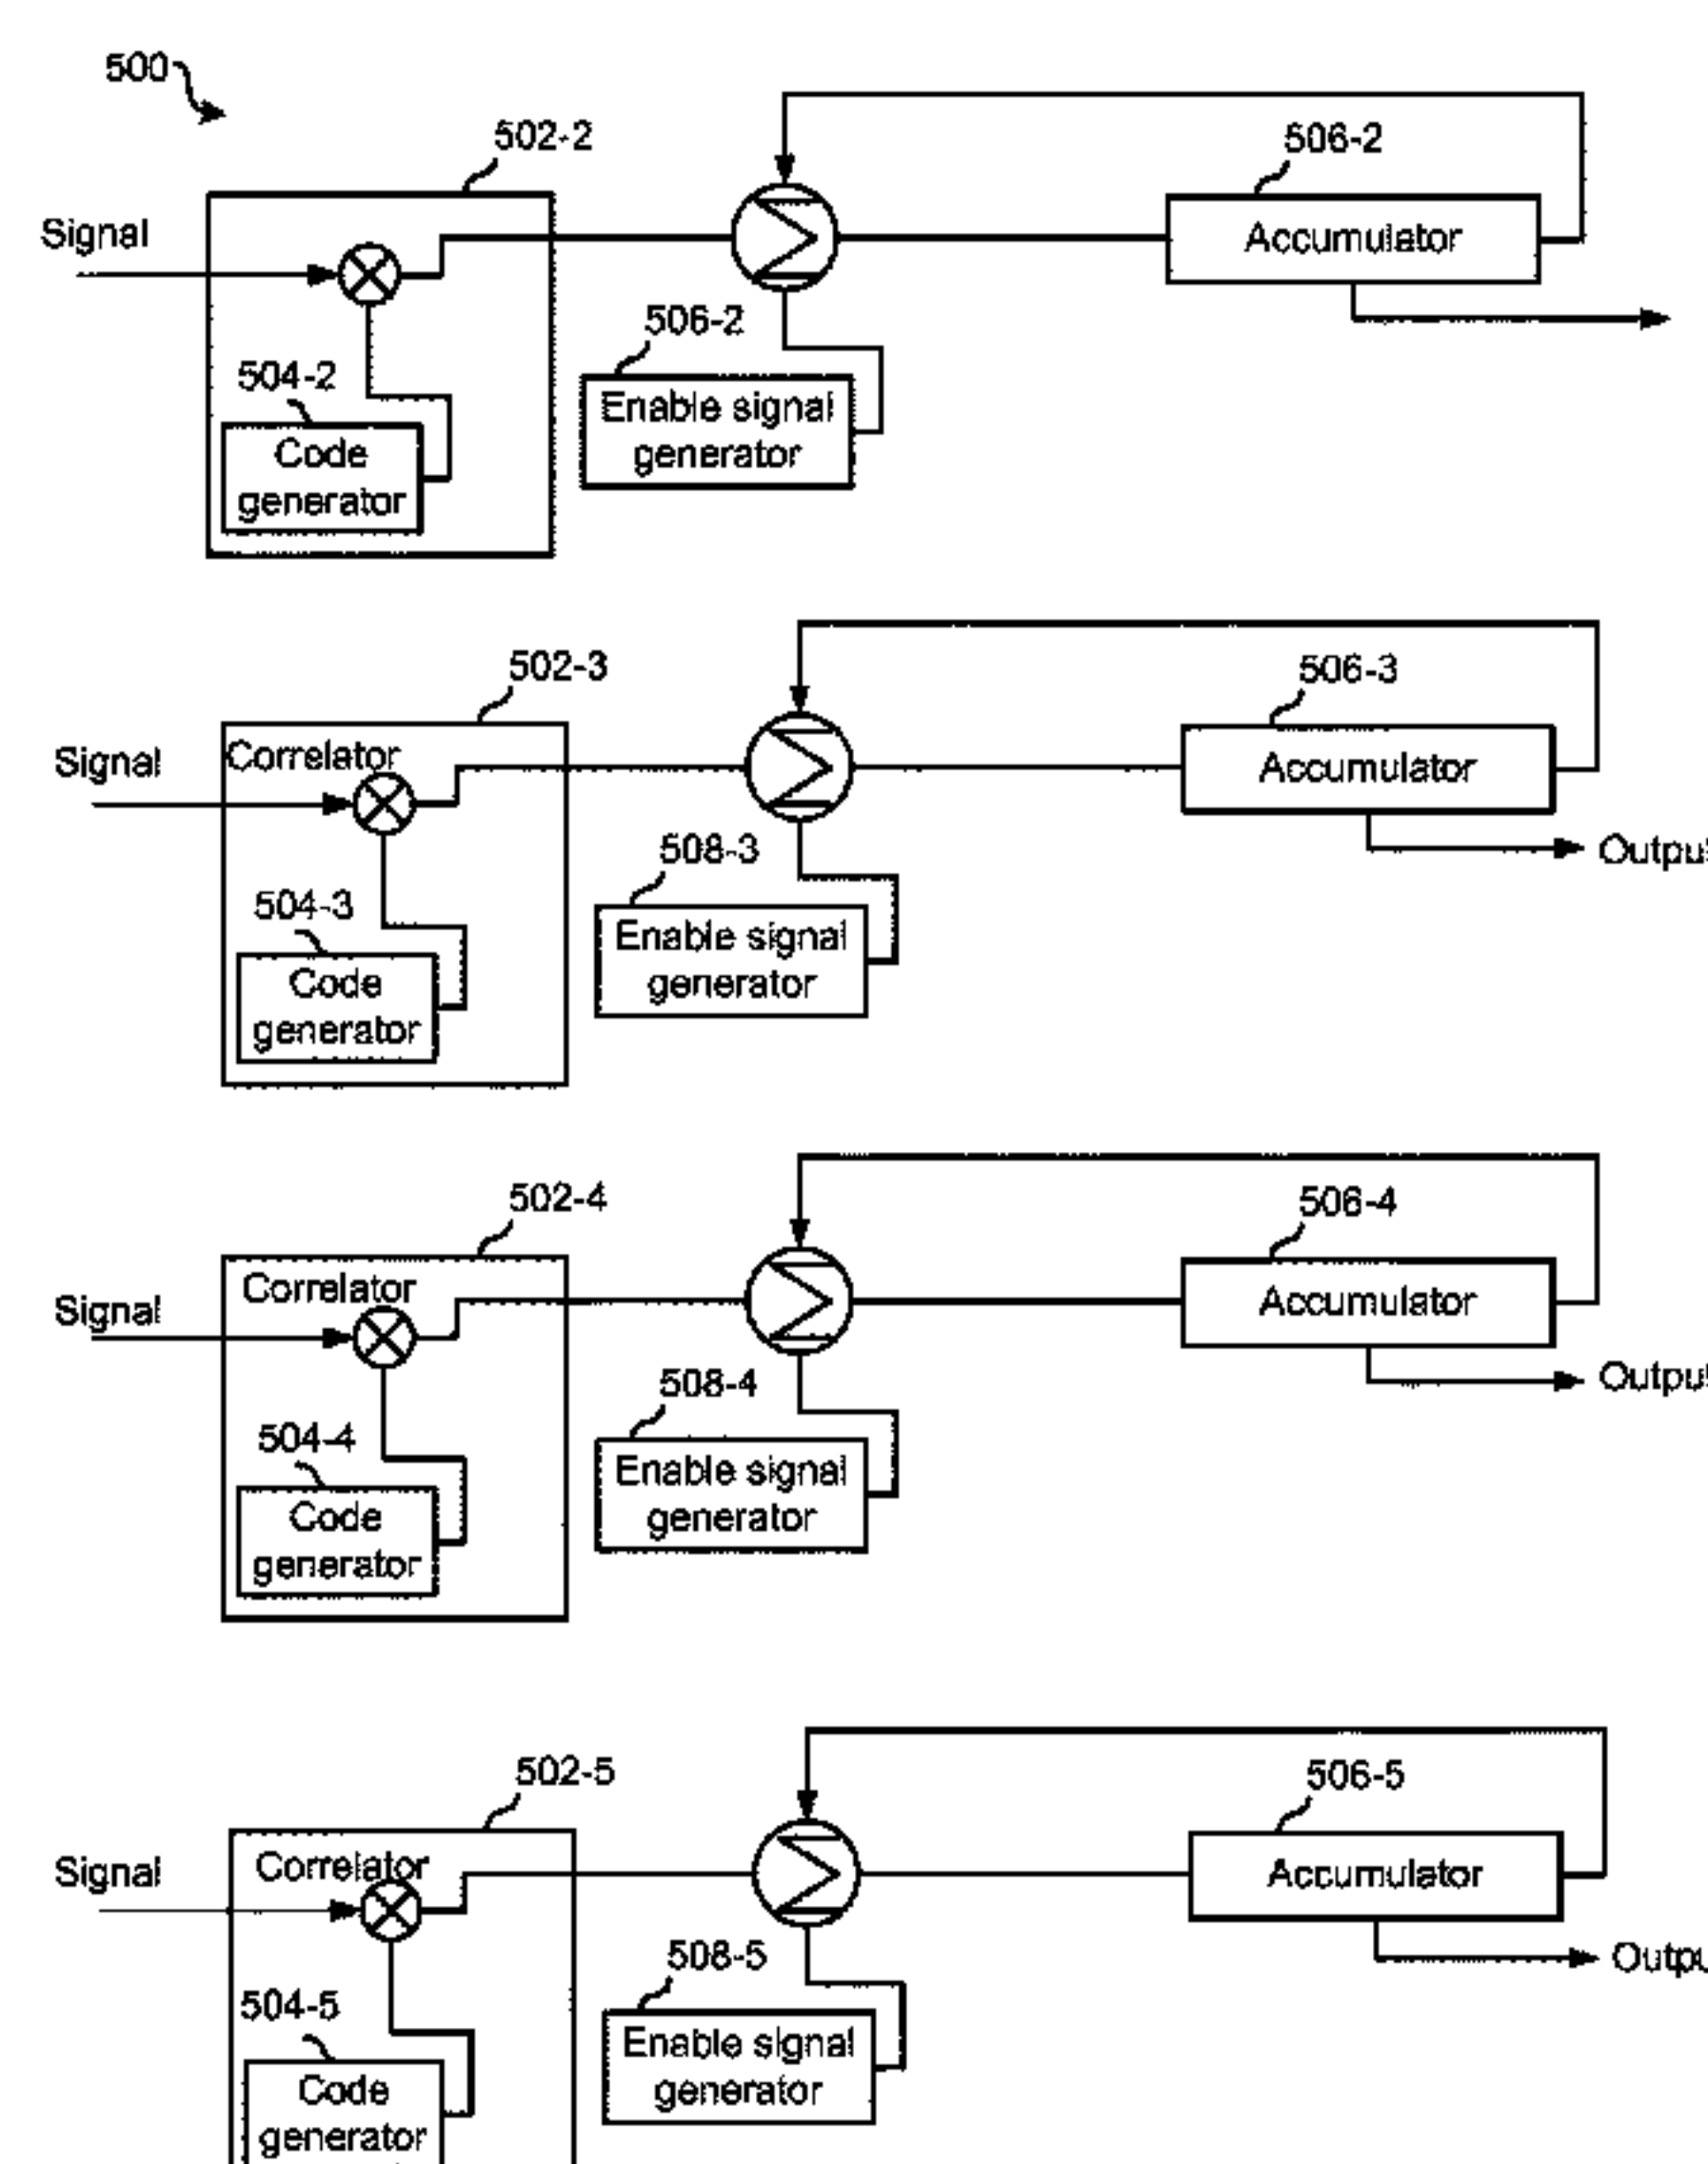 500
502-2
506-2
Signal
Accumulator
506-2
504-2
Enable signal
generator
Code
generator
502-3
506-3
Signal
Correlator
Accumulator
508-3
Outpu
504-3
Enable signal
generator
Code
generator
502-4
506-4
Signal
Correlator
Accumulator
508-4
Outpu
504-4
Enable signal
generator
Code
generator
502-5
506-5
Signal
Correlator
Accumulator
508-5
Outpu
504-5
Enable signal
generator
Code
generator